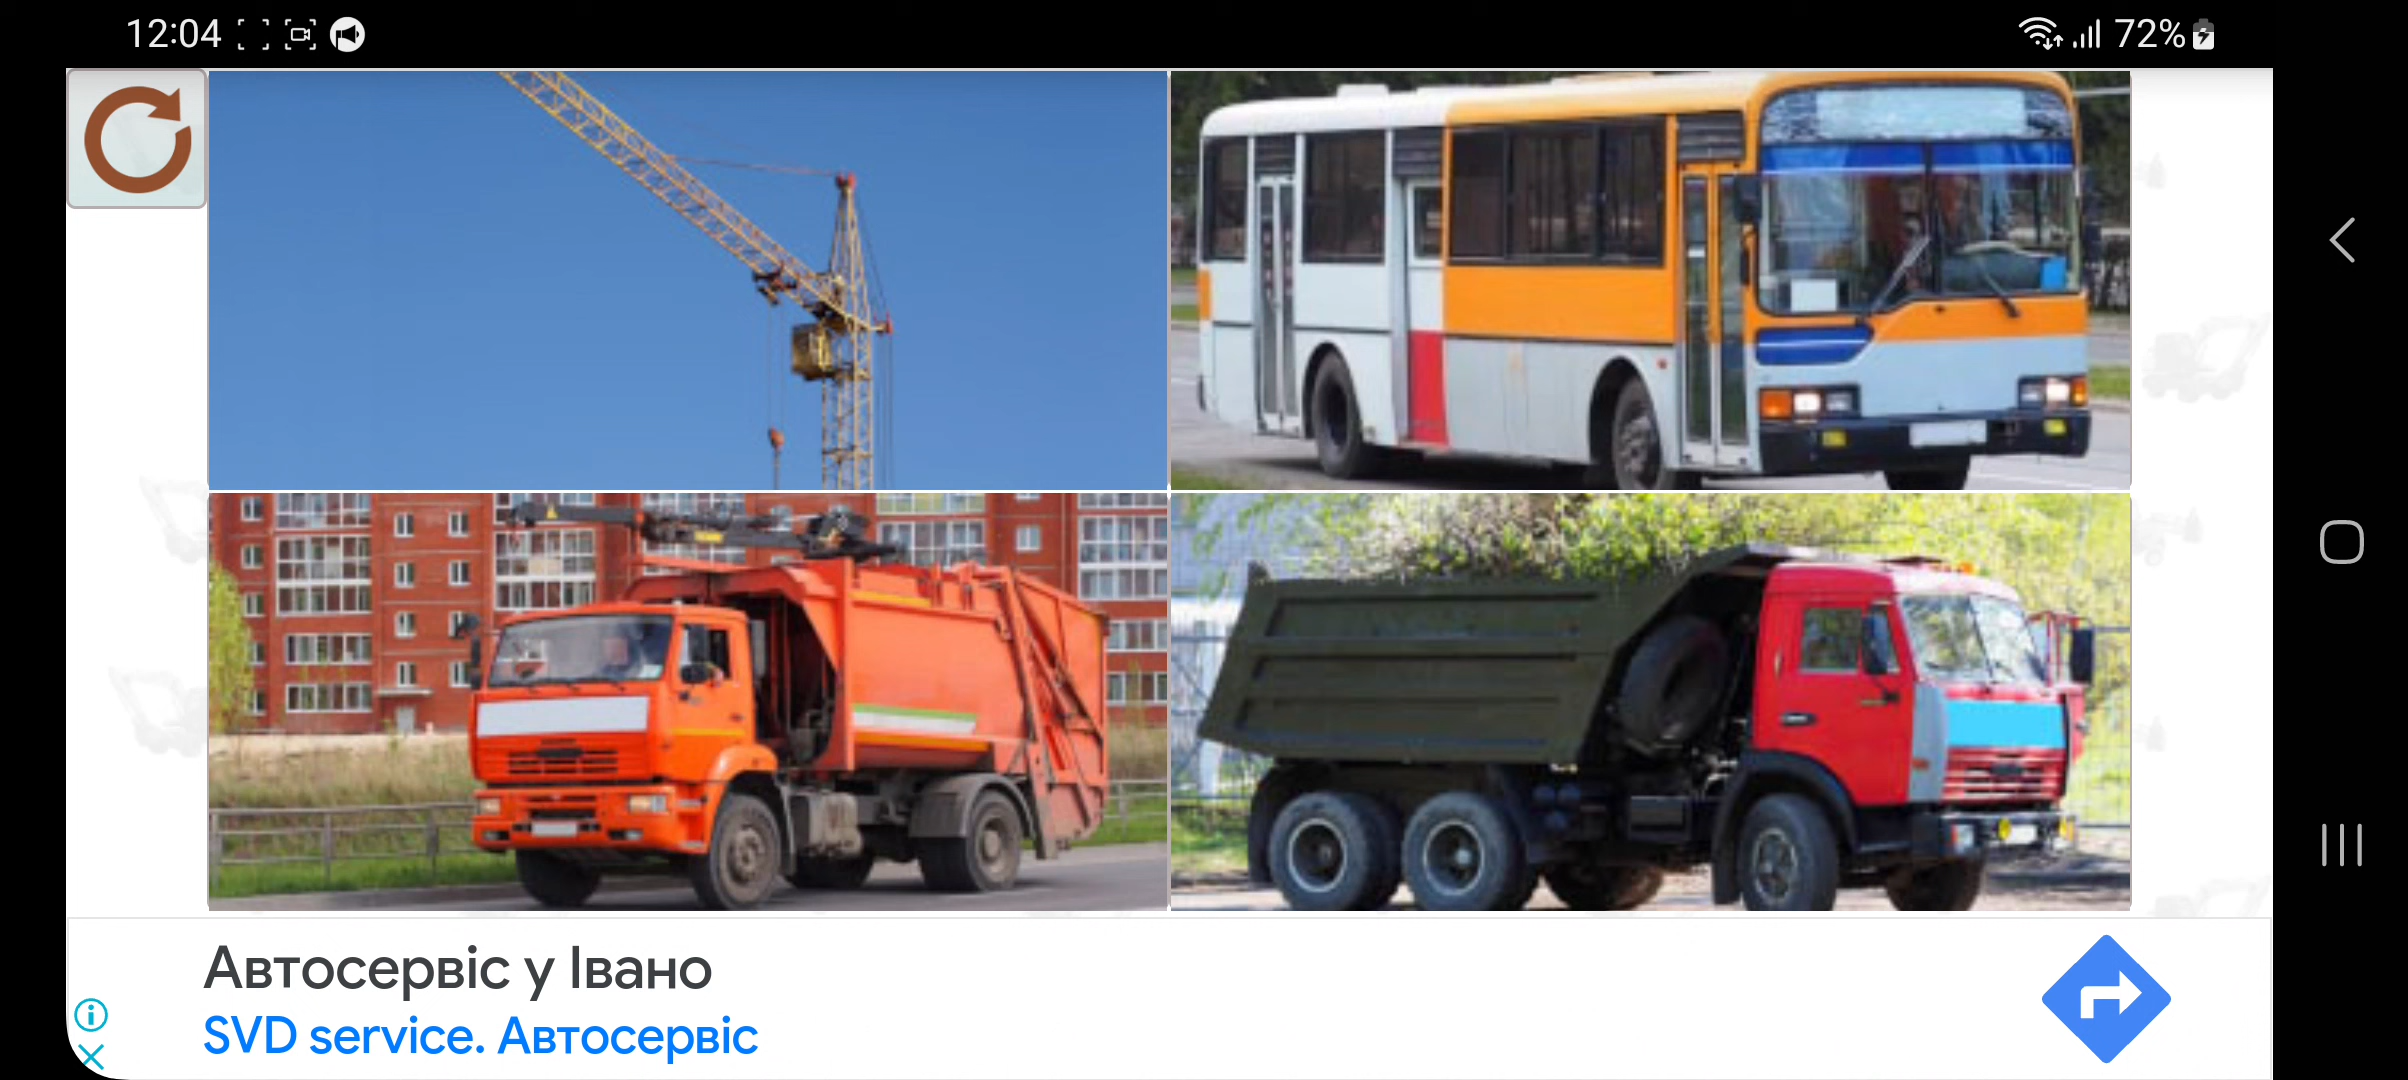 12:04
72%
Автосервіс у Івано
SVD service. Автосервіс